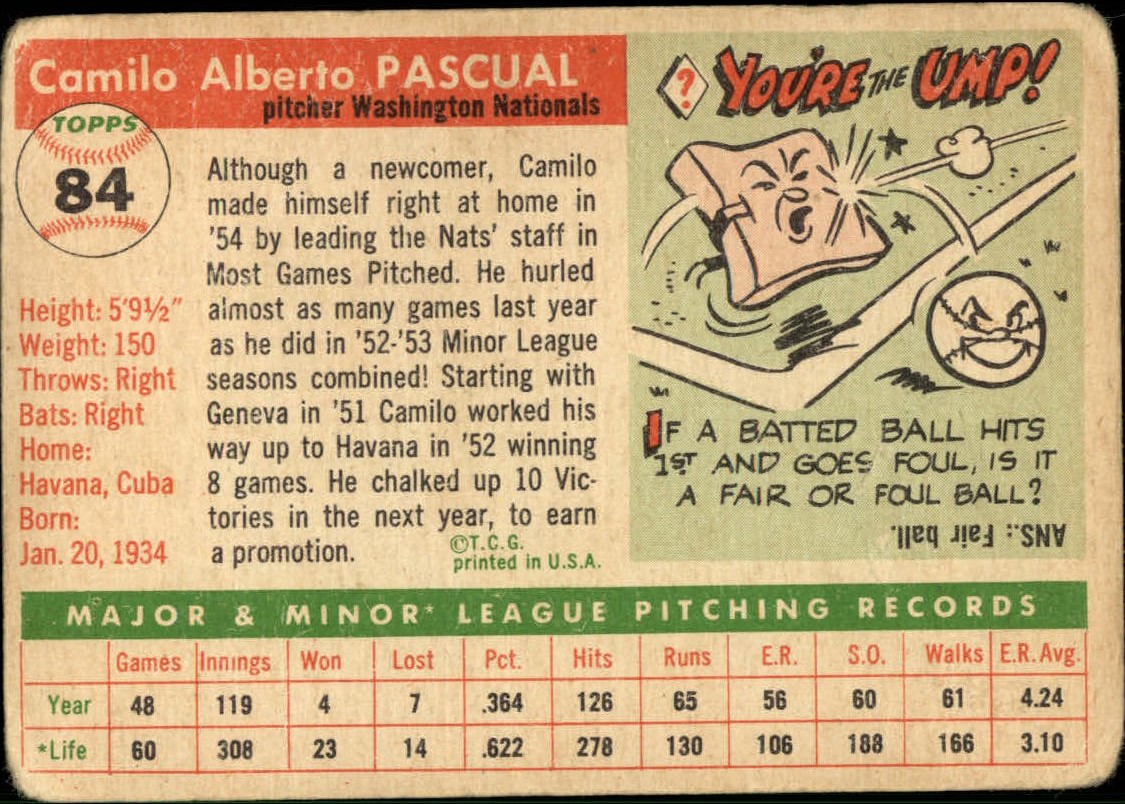 Camilo Alberto PASCUAL
pitcher Washington Nationals
TOPPS
84
Height: 5'9½"
Weight: 150
Throws: Right
Bats: Right
Home:
Havana, Cuba
Born:
Jan. 20, 1934
Although a newcomer, Camilo
made himself right at home in
'54 by leading the Nats' staff in
Most Games Pitched. He hurled
almost as many games last year
as he did in '52-'53 Minor League
seasons combined! Starting with
Geneva in '51 Camilo worked his
way up to Havana in '52 winning
8 games. He chalked up 10 Vic-
tories in the next year, to earn
a promotion.
©T.C.G.
printed in U.S.A.
? YOU'RE THE UMP!
IF A BATTED BALL HITS
1ST AND GOES FOUL, IS IT
A FAIR OR FOUL BALL?
ANS.: Fair ball.
MAJOR & MINOR* LEAGUE PITCHING RECORDS
Games Innings Won Lost Pct. Hits Runs E.R. S.O. Walks E.R. Avg.
Year 48 119 4 7 .364 126 65 56 60 61 4.24
*Life 60 308 23 14 .622 278 130 106 188 166 3.10